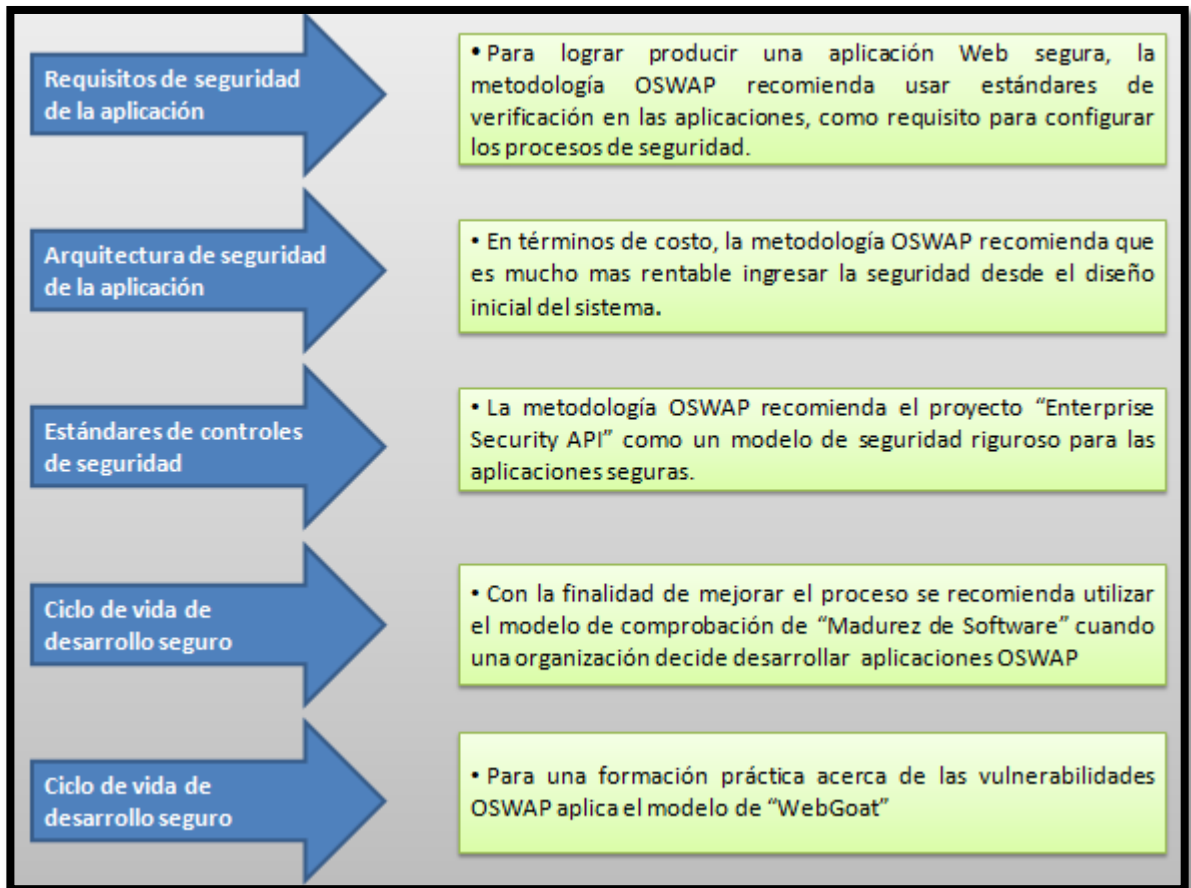 Requisitos de seguridad
de la aplicación
• Para lograr producir una aplicación Web segura, la
metodología OSWAP recomienda usar estándares de
verificación en las aplicaciones, como requisito para configurar
los procesos de seguridad.
Arquitectura de seguridad
de la aplicación
• En términos de costo, la metodología OSWAP recomienda que
es mucho mas rentable ingresar la seguridad desde el diseño
inicial del sistema.
Estándares de controles
de seguridad
• La metodología OSWAP recomienda el proyecto “Enterprise
Security API” como un modelo de seguridad riguroso para las
aplicaciones seguras.
Ciclo de vida de
desarrollo seguro
• Con la finalidad de mejorar el proceso se recomienda utilizar
el modelo de comprobación de “Madurez de Software” cuando
una organización decide desarrollar aplicaciones OSWAP
Ciclo de vida de
desarrollo seguro
• Para una formación práctica acerca de las vulnerabilidades
OSWAP aplica el modelo de “WebGoat”